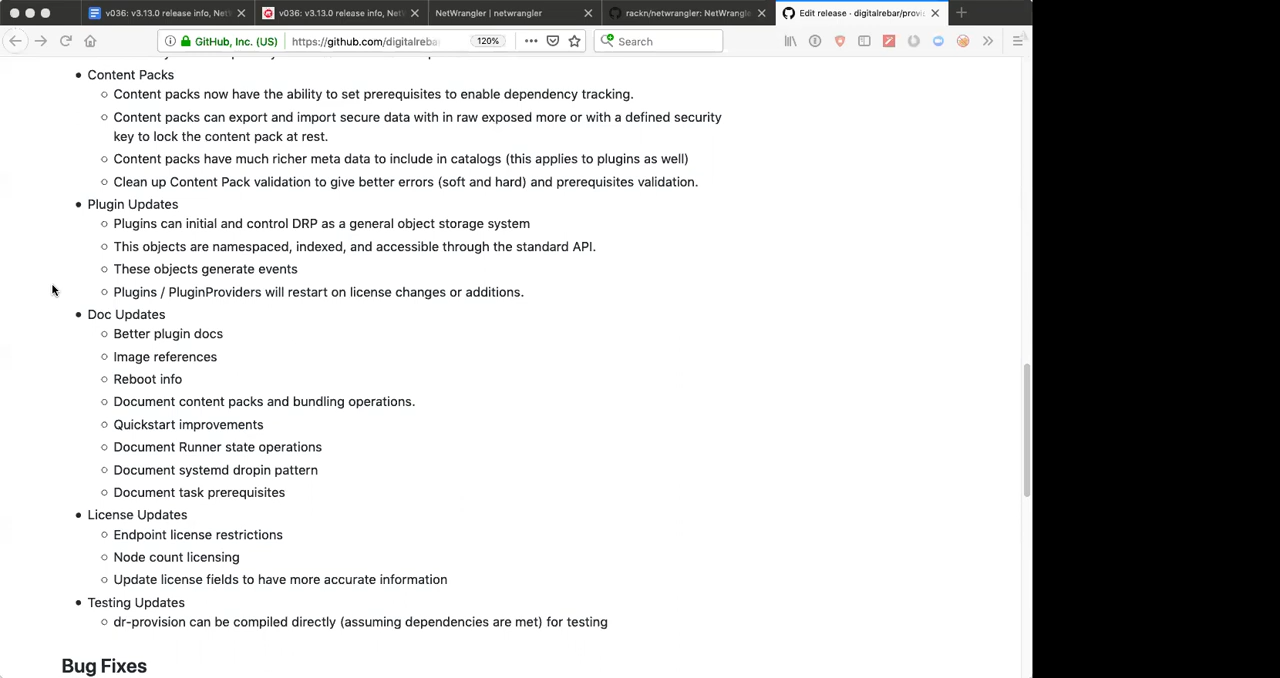 v036: v3.13.0 release info, NetW
v036: v3.13.0 release info, NetW
NetWrangler | netwrangler
rackn/netwrangler: NetWrangle
Edit release · digitalrebar/provi
GitHub, Inc. (US)
https://github.com/digitalreba
120%
Search
Content Packs
Content packs now have the ability to set prerequisites to enable dependency tracking.
Content packs can export and import secure data with in raw exposed more or with a defined security
key to lock the content pack at rest.
Content packs have much richer meta data to include in catalogs (this applies to plugins as well)
Clean up Content Pack validation to give better errors (soft and hard) and prerequisites validation.
Plugin Updates
Plugins can initial and control DRP as a general object storage system
This objects are namespaced, indexed, and accessible through the standard API.
These objects generate events
Plugins / PluginProviders will restart on license changes or additions.
Doc Updates
Better plugin docs
Image references
Reboot info
Document content packs and bundling operations.
Quickstart improvements
Document Runner state operations
Document systemd dropin pattern
Document task prerequisites
License Updates
Endpoint license restrictions
Node count licensing
Update license fields to have more accurate information
Testing Updates
dr-provision can be compiled directly (assuming dependencies are met) for testing
Bug Fixes